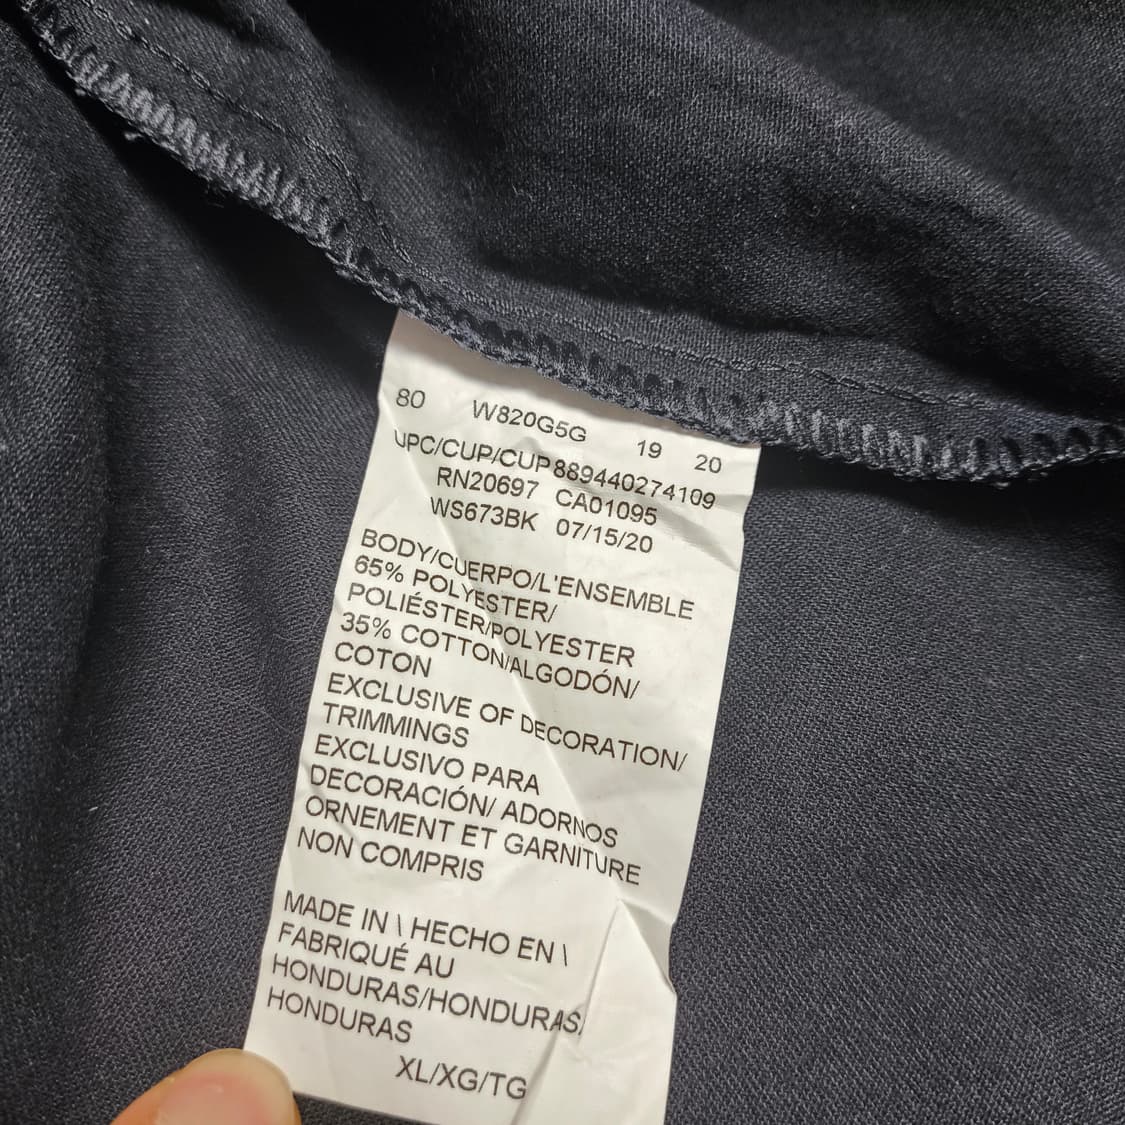 80 W820G5G 19 20
UPC/CUP/CUP889440274109
RN20697 CA01095
WS673BK 07/15/20
BODY/CUERPO/L'ENSEMBLE
65% POLYESTER/
POLIÉSTER/POLYESTER
35% COTTON/ALGODÓN/
COTON
EXCLUSIVE OF DECORATION/
TRIMMINGS
EXCLUSIVO PARA
DECORACIÓN/ ADORNOS
ORNEMENT ET GARNITURE
NON COMPRIS
MADE IN \ HECHO EN \
FABRIQUÉ AU
HONDURAS/HONDURAS/
HONDURAS
XL/XG/TG